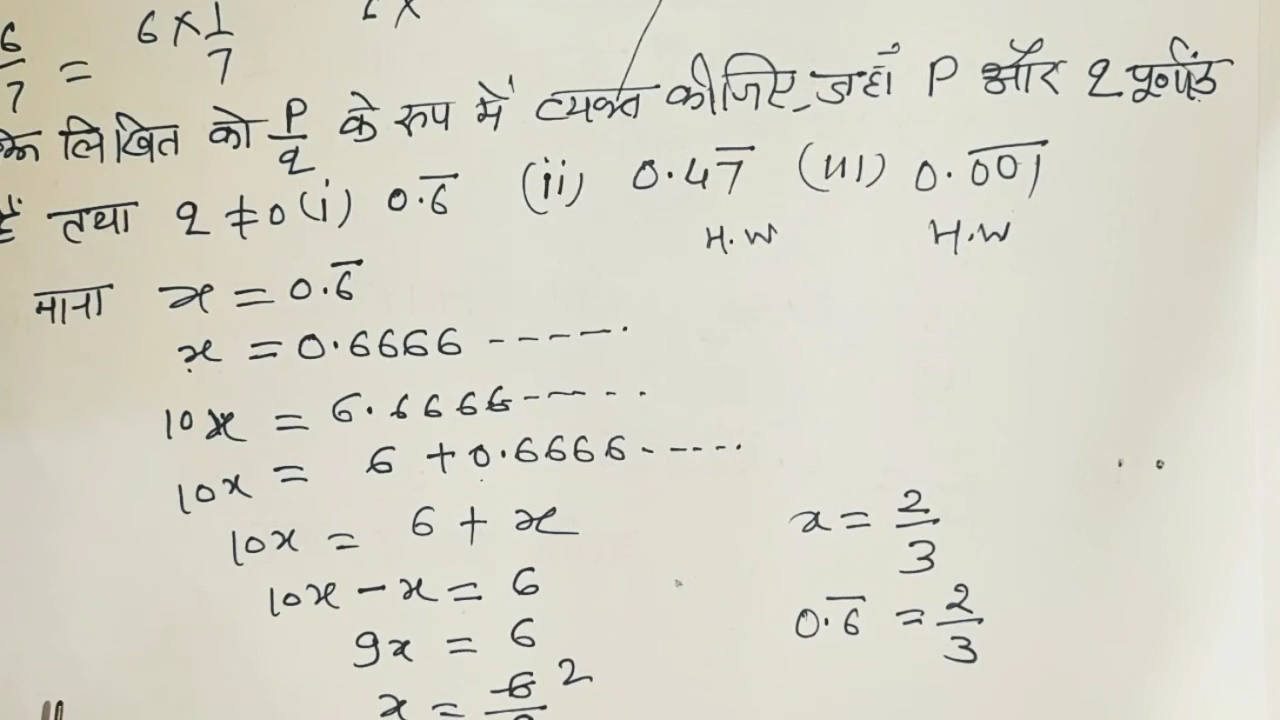 6/7 = 6 × 1/7
लिखित को P/q के रुप में व्यक्त कीजिए, जहाँ P और q पूर्णांक
हैं तथा q ≠ 0 (i) 0.6̅ (ii) 0.47̅ (iii) 0.0̅0̅1̅
H.W H.W
माना x = 0.6̅
x = 0.6666 ------.
10x = 6.6666------
10x = 6 + 0.6666------
10x = 6 + x
10x - x = 6
9x = 6
x = 6 2
x = 2/3
0.6̅ = 2/3